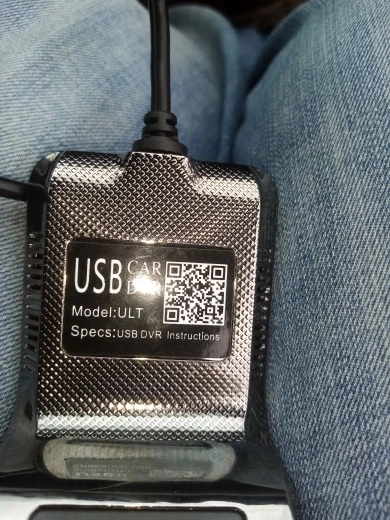 USB CAR
DVR
Model:ULT
Specs:USB DVR Instructions